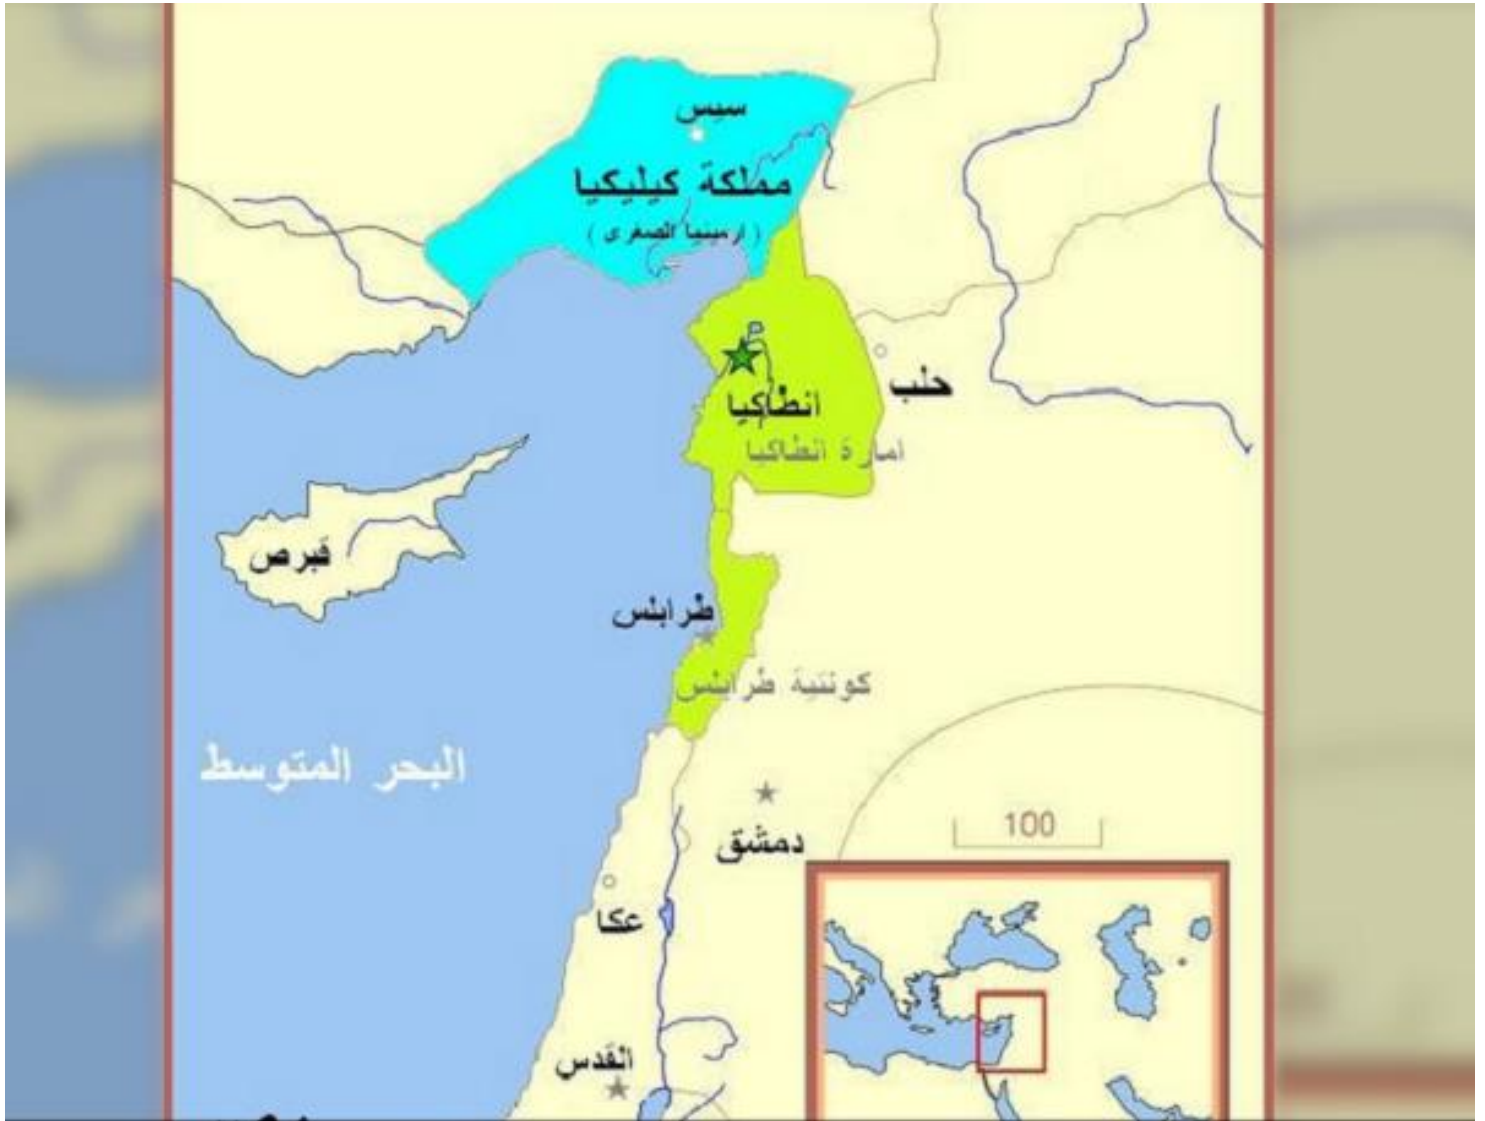 سيس
مملكة كيليكيا
( ارمينيا الصغرى )
انطاكيا
حلب
امارة انطاكيا
قبرص
طرابلس
كونتية طرابلس
البحر المتوسط
دمشق
100
عكا
القدس